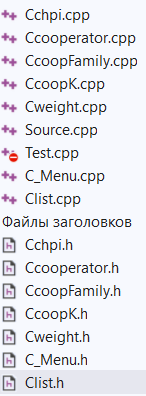 Cchpi.cpp
Ccooperator.cpp
CcoopFamily.cpp
CcoopK.cpp
Cweight.cpp
Source.cpp
Test.cpp
C_Menu.cpp
Clist.cpp
Файлы заголовков
Cchpi.h
Ccooperator.h
CcoopFamily.h
CcoopK.h
Cweight.h
C_Menu.h
Clist.h